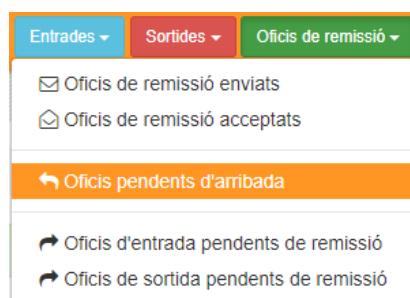 Entrades Sortides Oficis de remissió
Oficis de remissió enviats
Oficis de remissió acceptats
Oficis pendents d'arribada
Oficis d'entrada pendents de remissió
Oficis de sortida pendents de remissió